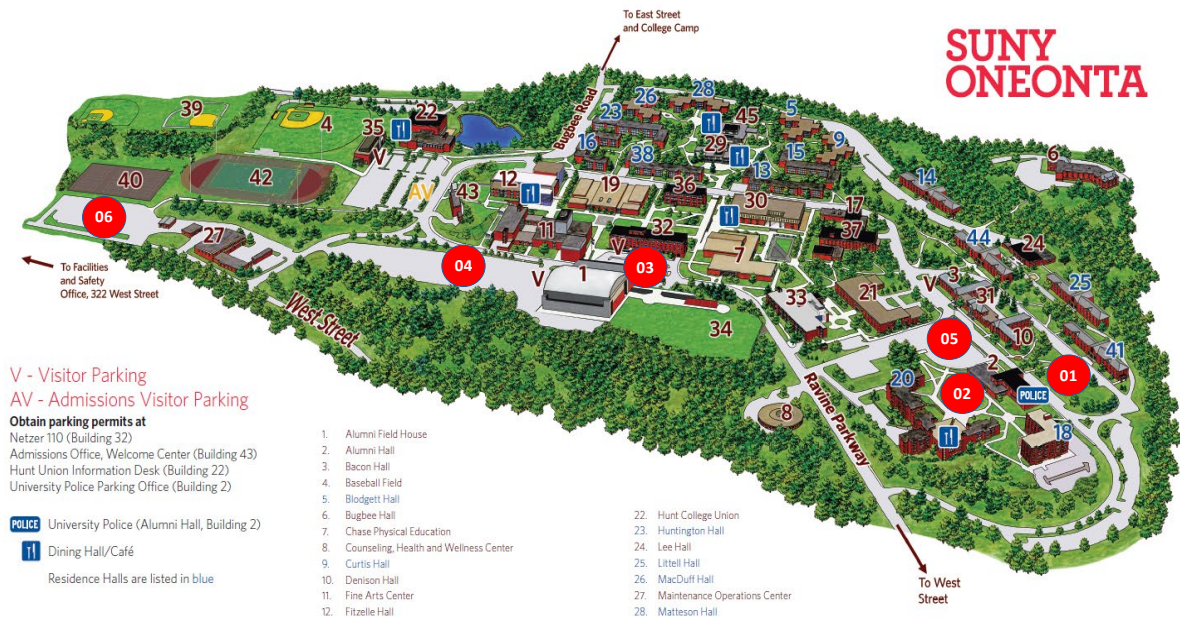 To East Street
and College Camp
SUNY
ONEONTA
Bugbee Road
39
4
22
35
V
26
28
23
45
5
16
29
9
38
13
15
6
40
42
AV
43
12
19
36
30
14
17
06
27
11
32
37
44
24
V
7
04
1
03
V
3
25
V
33
21
31
To Facilities
and Safety
Office, 322 West Street
West Street
34
10
05
41
2
01
20
02
POLICE
8
Ravine Parkway
18
V - Visitor Parking
AV - Admissions Visitor Parking
Obtain parking permits at
Netzer 110 (Building 32)
Admissions Office, Welcome Center (Building 43)
Hunt Union Information Desk (Building 22)
University Police Parking Office (Building 2)
POLICE University Police (Alumni Hall, Building 2)
Dining Hall/Café
Residence Halls are listed in blue
1. Alumni Field House
2. Alumni Hall
3. Bacon Hall
4. Baseball Field
5. Blodgett Hall
6. Bugbee Hall
7. Chase Physical Education
8. Counseling, Health and Wellness Center
9. Curtis Hall
10. Denison Hall
11. Fine Arts Center
12. Fitzelle Hall
22. Hunt College Union
23. Huntington Hall
24. Lee Hall
25. Littell Hall
26. MacDuff Hall
27. Maintenance Operations Center
28. Matteson Hall
To West
Street